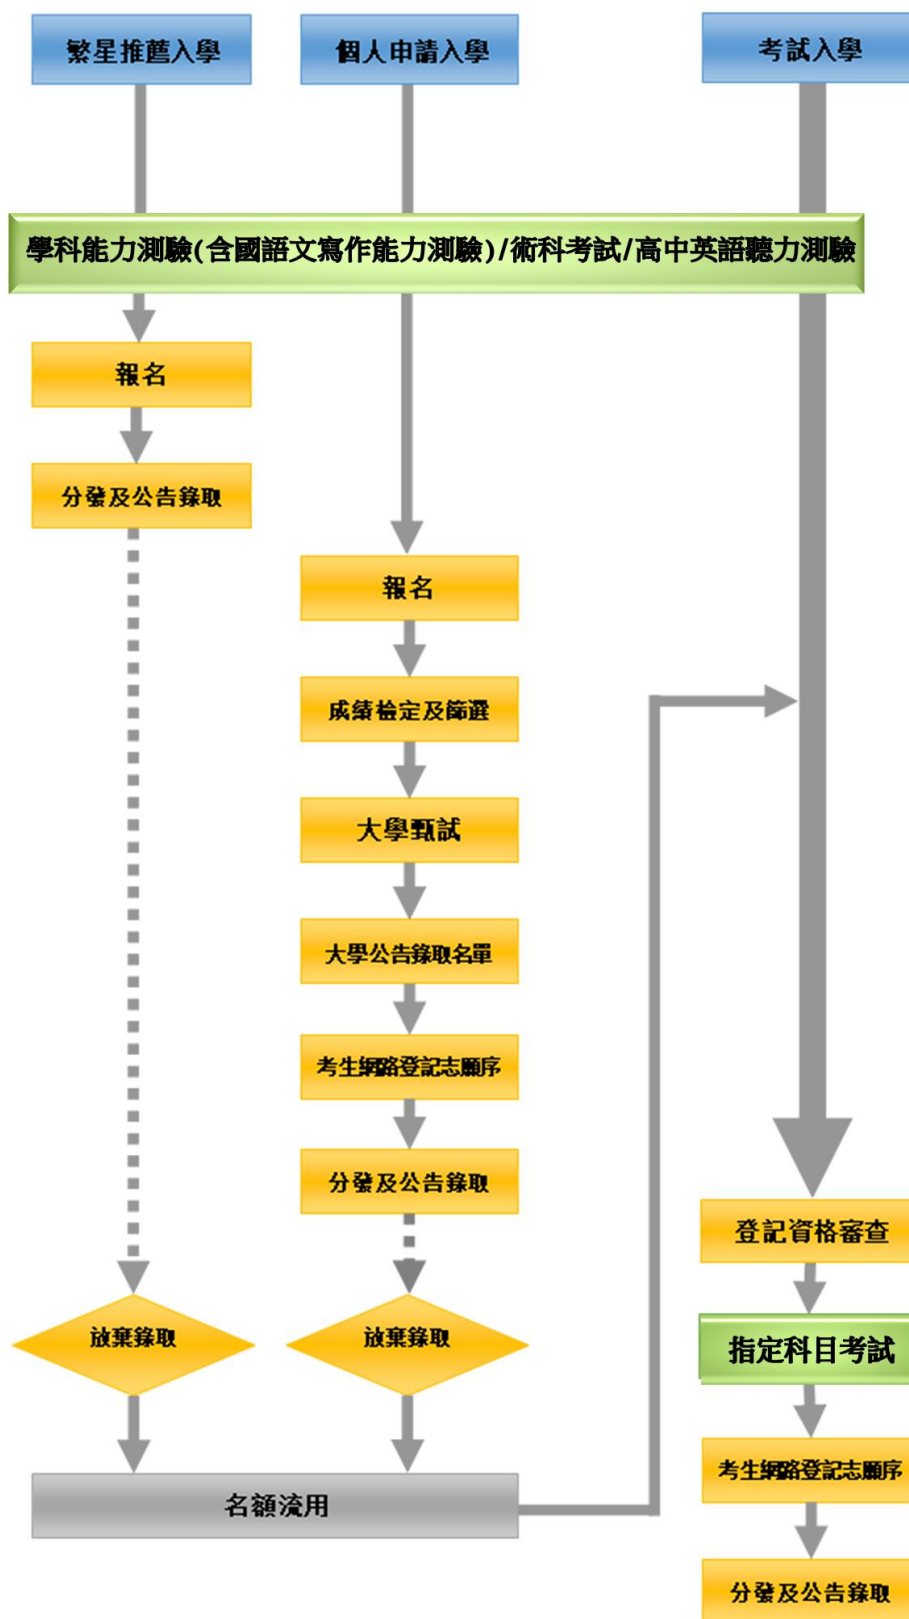 繁星推薦入學
個人申請入學
考試入學
學科能力測驗(含國語文寫作能力測驗)/術科考試/高中英語聽力測驗
報名
分發及公告錄取
報名
成績檢定及篩選
大學甄試
大學公告錄取名單
考生網路登記志願序
分發及公告錄取
放棄錄取
放棄錄取
名額流用
登記資格審查
指定科目考試
考生網路登記志願序
分發及公告錄取